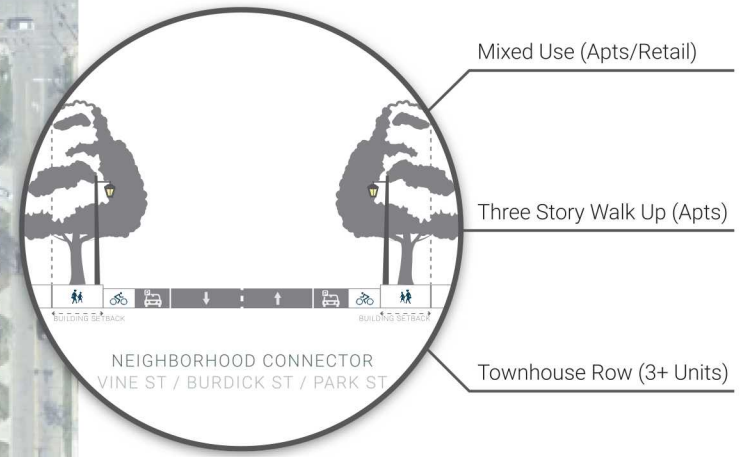 Mixed Use (Apts/Retail)
Three Story Walk Up (Apts)
BUILDING SETBACK
BUILDING SETBACK
NEIGHBORHOOD CONNECTOR
VINE ST / BURDICK ST / PARK ST
Townhouse Row (3+ Units)